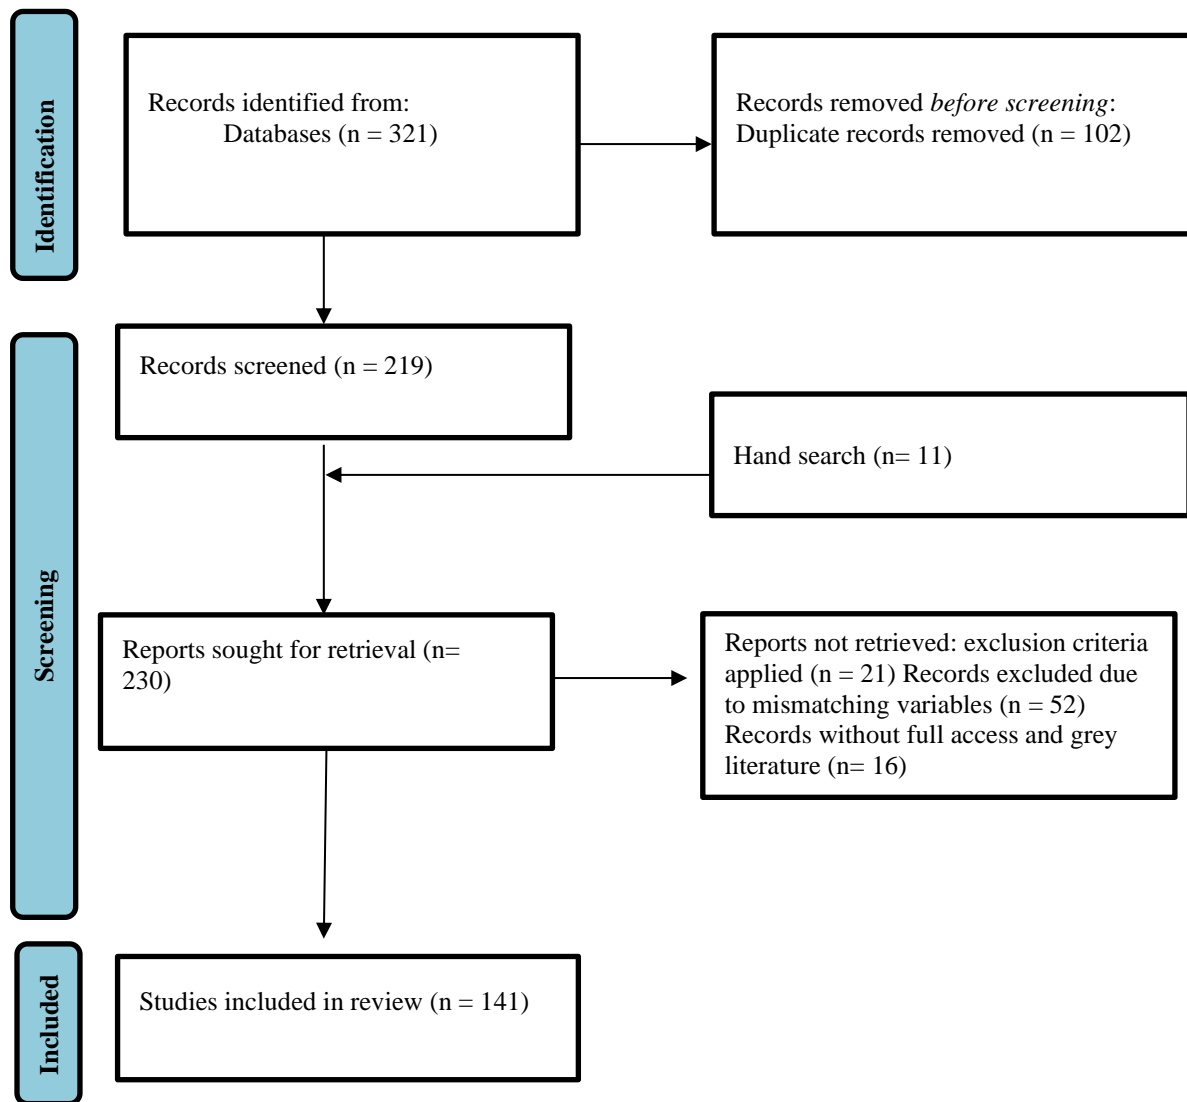 Identification
Records identified from:
Databases (n = 321)
Records removed before screening:
Duplicate records removed (n = 102)
Screening
Records screened (n = 219)
Hand search (n= 11)
Reports sought for retrieval (n=
230)
Reports not retrieved: exclusion criteria
applied (n = 21) Records excluded due
to mismatching variables (n = 52)
Records without full access and grey
literature (n= 16)
Included
Studies included in review (n = 141)